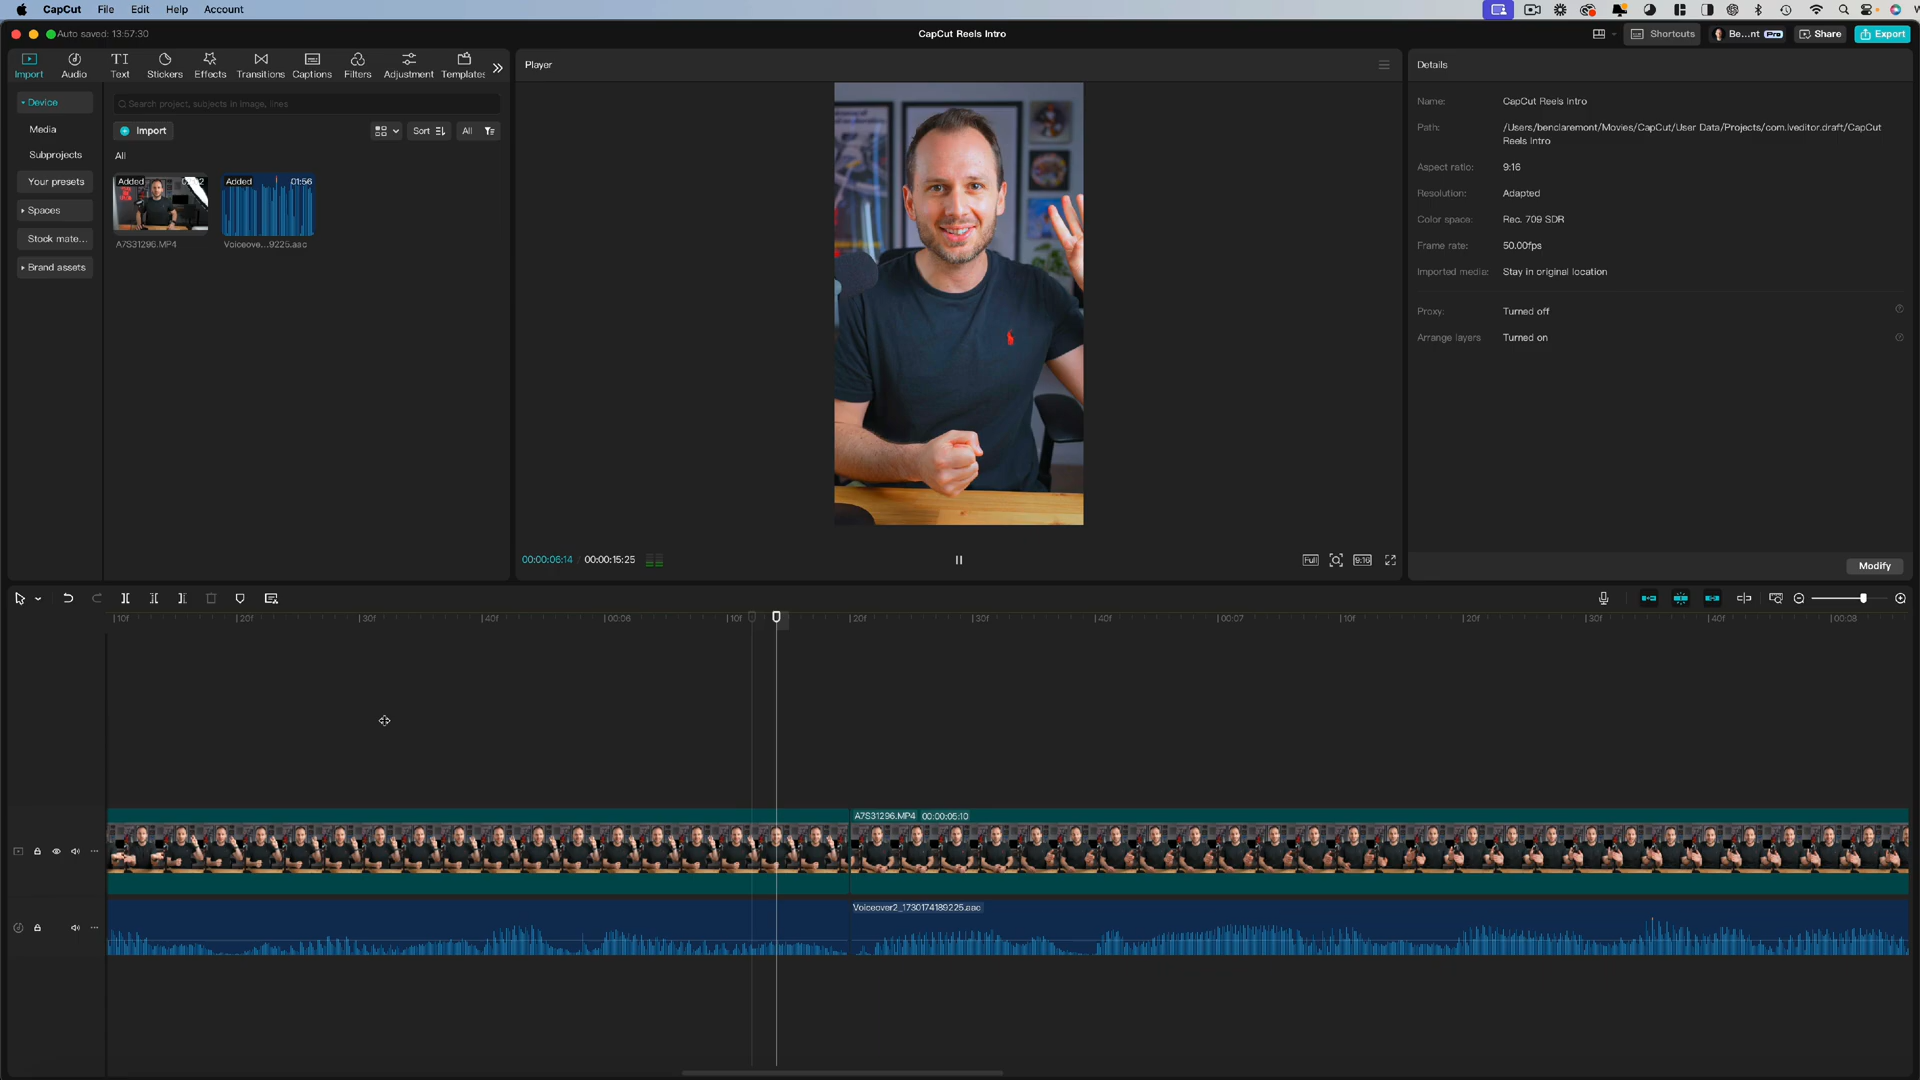 CapCut File Edit Help Account
Auto saved: 13:57:30
CapCut Reels Intro
Shortcuts
Be...nt Pro
Share
Export
Import Audio Text Stickers Effects Transitions Captions Filters Adjustment Templates
Device
Media
Subprojects
Your presets
Spaces
Stock mate...
Brand assets
Search project, subjects in image, lines
Import
Sort
All
All
Added
A7S31296.MP4
Added 01:56
Voiceove...9225.aac
Player
00:00:06:14 / 00:00:15:25
Full
9:16
Details
Name: CapCut Reels Intro
Path: /Users/benclaremont/Movies/CapCut/User Data/Projects/com.lveditor.draft/CapCut
Reels Intro
Aspect ratio: 9:16
Resolution: Adapted
Color space: Rec. 709 SDR
Frame rate: 50.00fps
Imported media: Stay in original location
Proxy: Turned off
Arrange layers Turned on
Modify
10f 20f 30f 40f 00:06 10f 20f 30f 40f 00:07 10f 20f 30f 40f 00:08
A7S31296.MP4 00:00:05:10
Voiceover2_1730174189225.aac